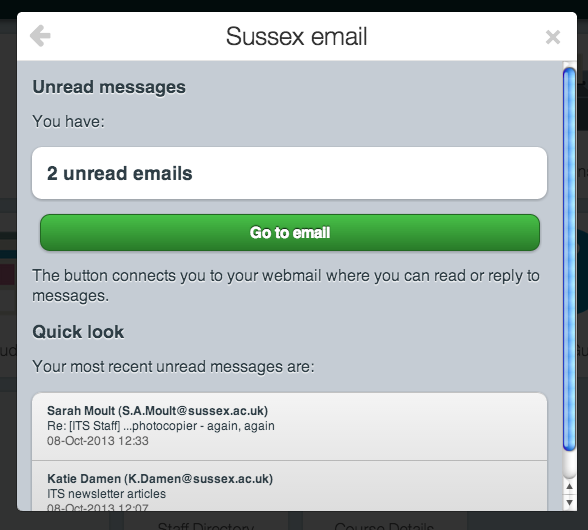 Sussex email
Unread messages
You have:
2 unread emails
Go to email
The button connects you to your webmail where you can read or reply to
messages.
Quick look
Your most recent unread messages are:
Sarah Moult (S.A.Moult@sussex.ac.uk)
Re: [ITS Staff] ...photocopier - again, again
08-Oct-2013 12:33
Katie Damen (K.Damen@sussex.ac.uk)
ITS newsletter articles
08-Oct-2013 12:07
Staff Directory
Course Details